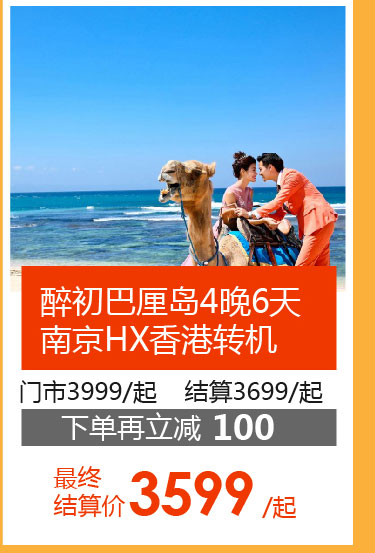 醉初巴厘岛4晚6天
南京HX香港转机
门市3999/起 结算3699/起
下单再立减 100
最终
结算价 3599 /起